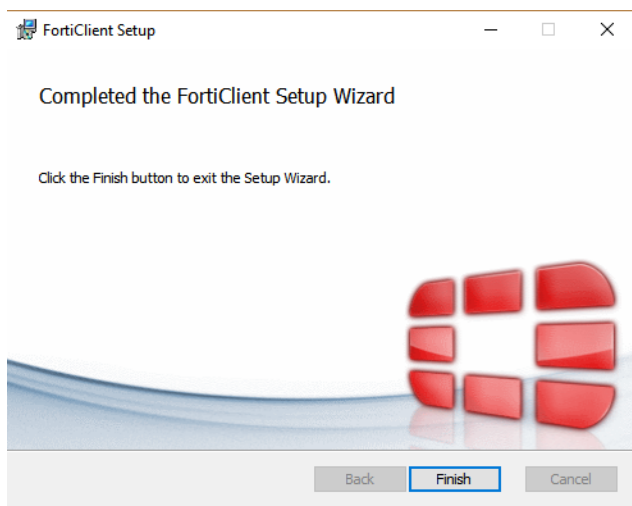 FortiClient Setup
Completed the FortiClient Setup Wizard
Click the Finish button to exit the Setup Wizard.
Back Finish Cancel